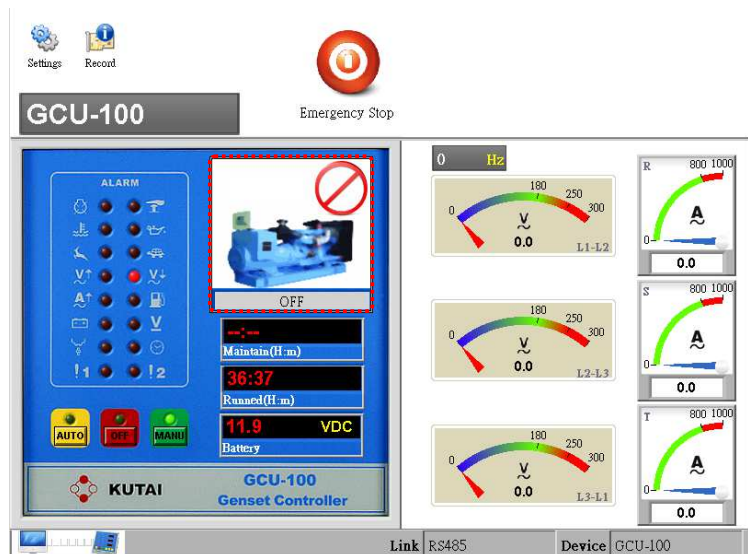 Settings Record
Emergency Stop
GCU-100
ALARM
V↑ V↓
A↑
V
!1 !2
OFF
--:--
Maintain(H:m)
36:37
Runned(H:m)
11.9 VDC
Battery
AUTO OFF MANU
KUTAI
GCU-100
Genset Controller
0 Hz
0 180 250 300
V
0.0
L1-L2
0 180 250 300
V
0.0
L2-L3
0 180 250 300
V
0.0
L3-L1
R 800 1000
A
0
0.0
S 800 1000
A
0
0.0
T 800 1000
A
0
0.0
Link RS485 Device GCU-100